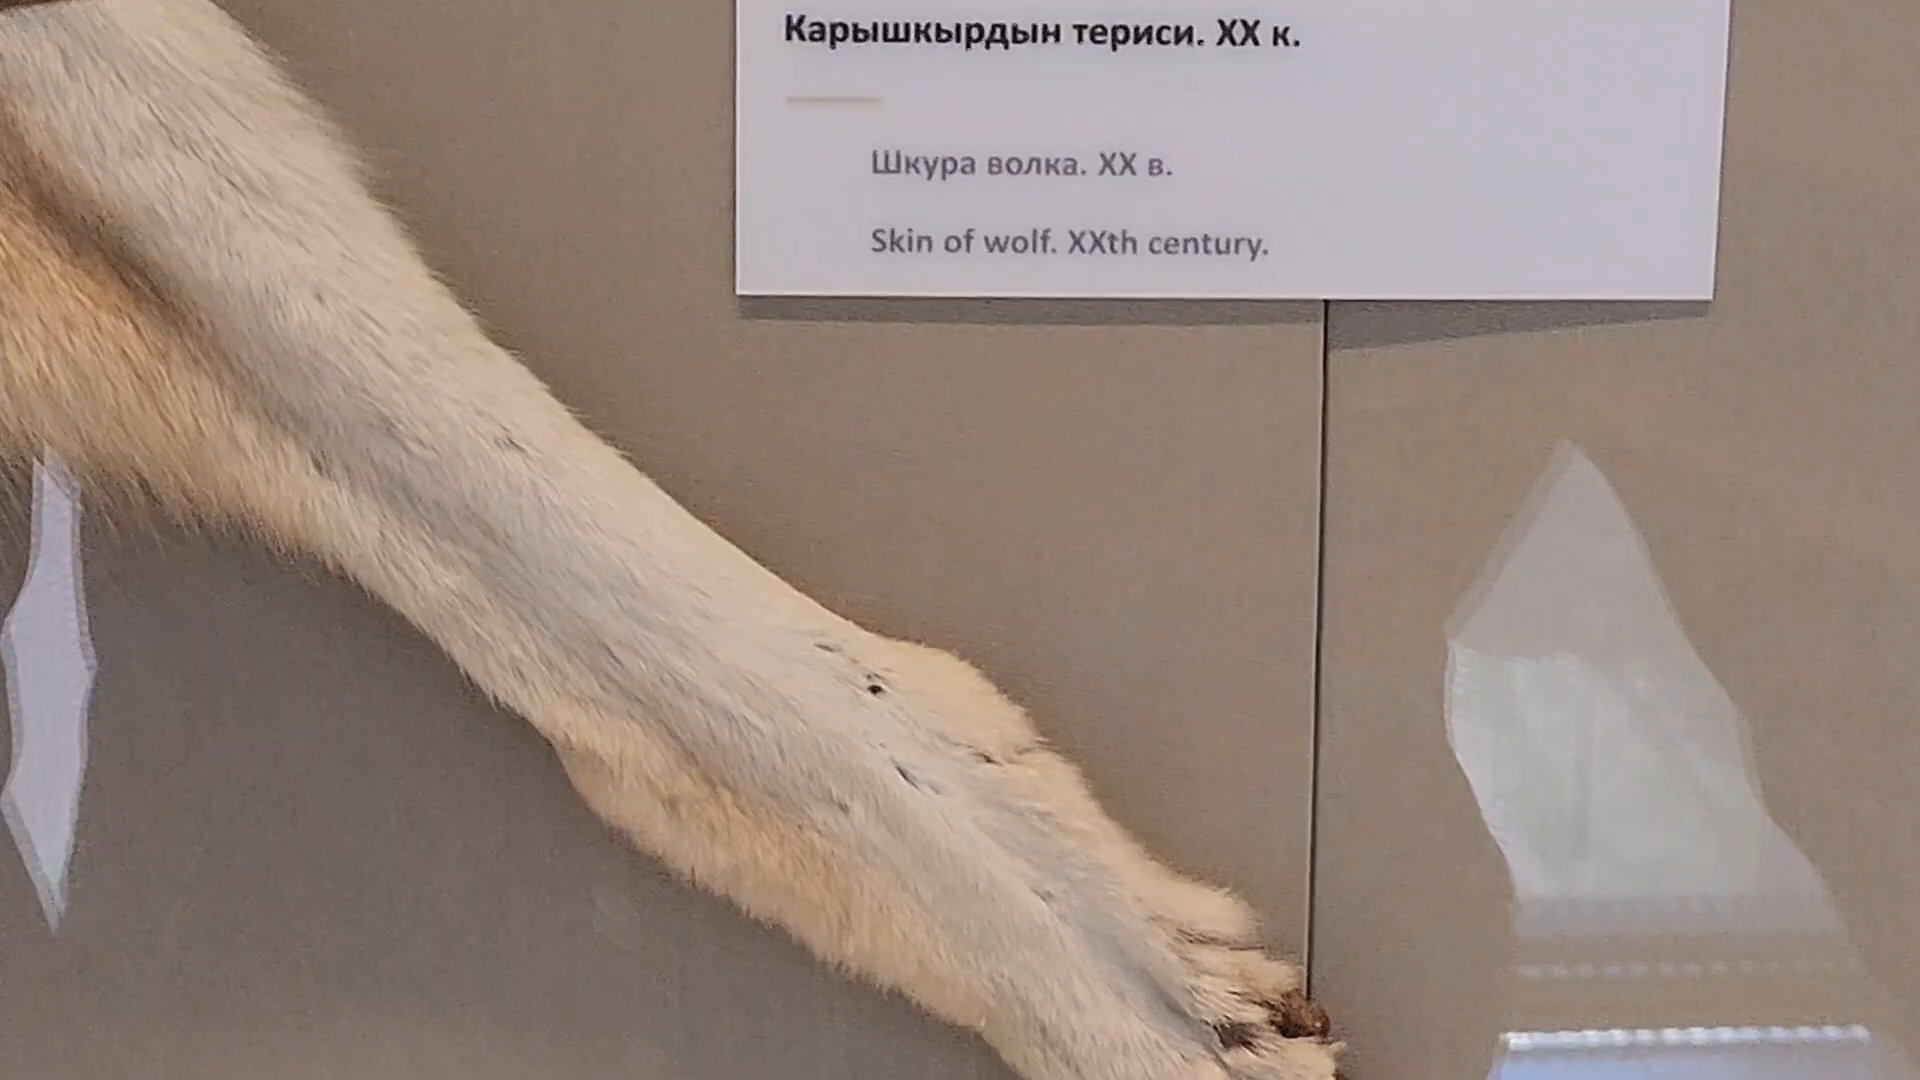 Карышкырдын териси. XX к.
Шкура волка. XX в.
Skin of wolf. XXth century.